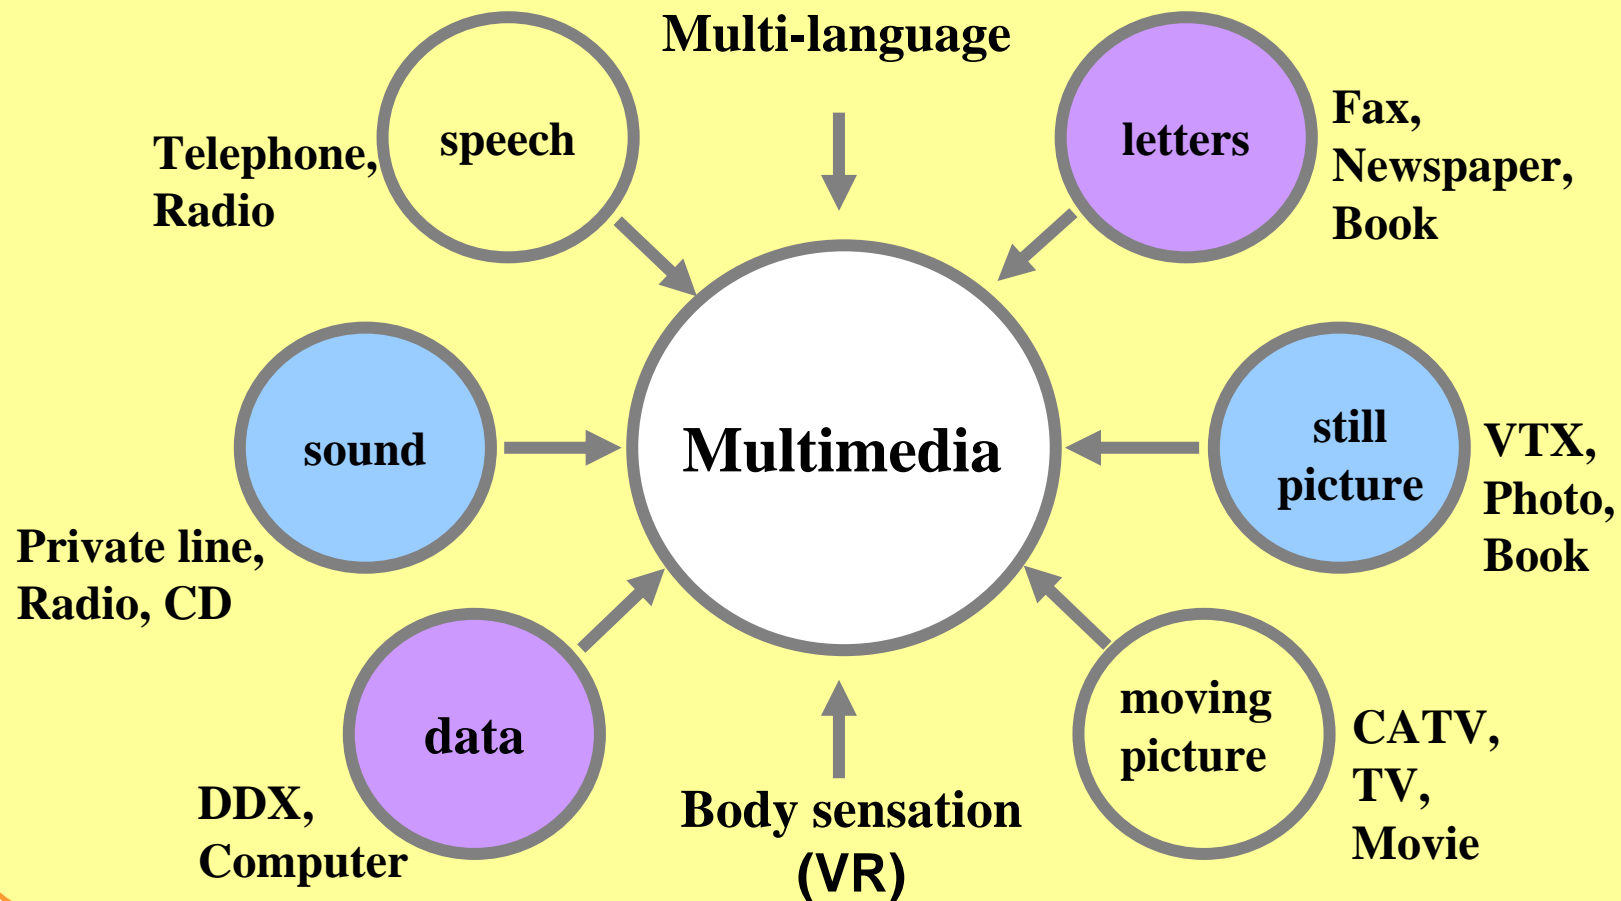 Multi-language
speech
Telephone,
Radio
letters
Fax,
Newspaper,
Book
sound
Private line,
Radio, CD
Multimedia
still
picture
VTX,
Photo,
Book
data
DDX,
Computer
Body sensation
(VR)
moving
picture
CATV,
TV,
Movie